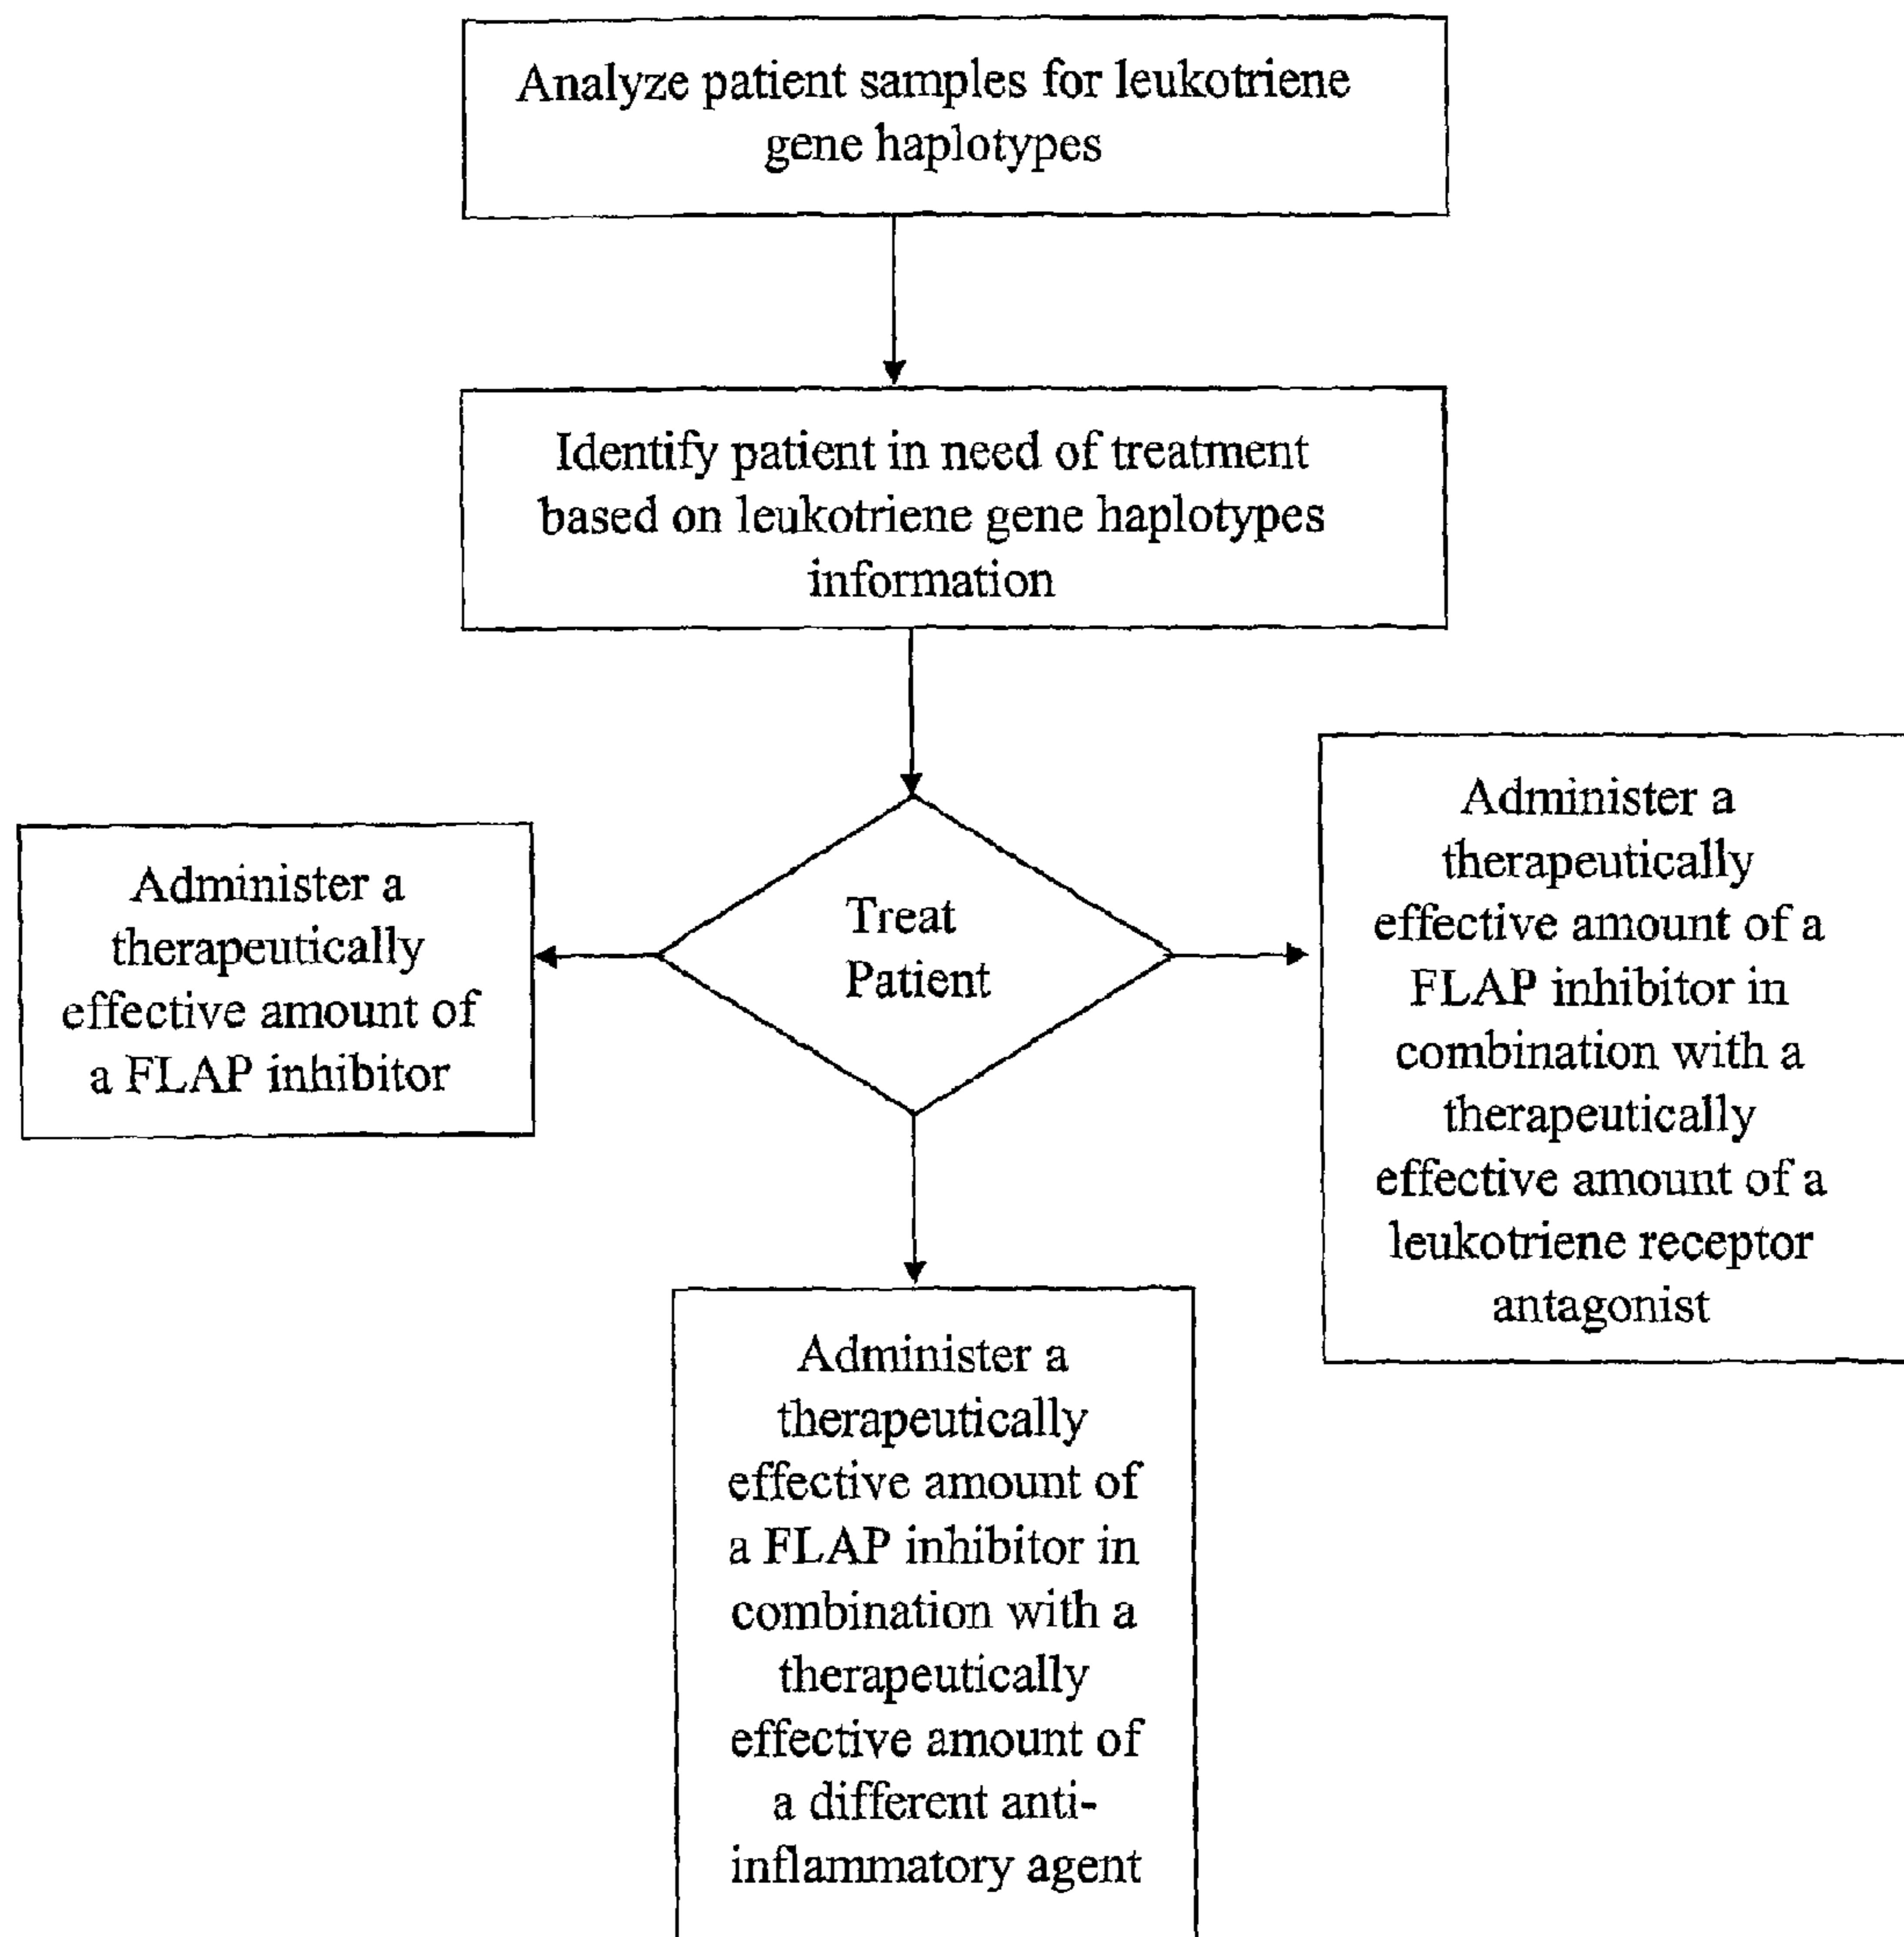 Analyze patient samples for leukotriene
gene haplotypes
Identify patient in need of treatment
based on leukotriene gene haplotypes
information
Treat
Patient
Administer a
therapeutically
effective amount of
a FLAP inhibitor
Administer a
therapeutically
effective amount of a
FLAP inhibitor in
combination with a
therapeutically
effective amount of a
leukotriene receptor
antagonist
Administer a
therapeutically
effective amount of
a FLAP inhibitor in
combination with a
therapeutically
effective amount of
a different anti-
inflammatory agent